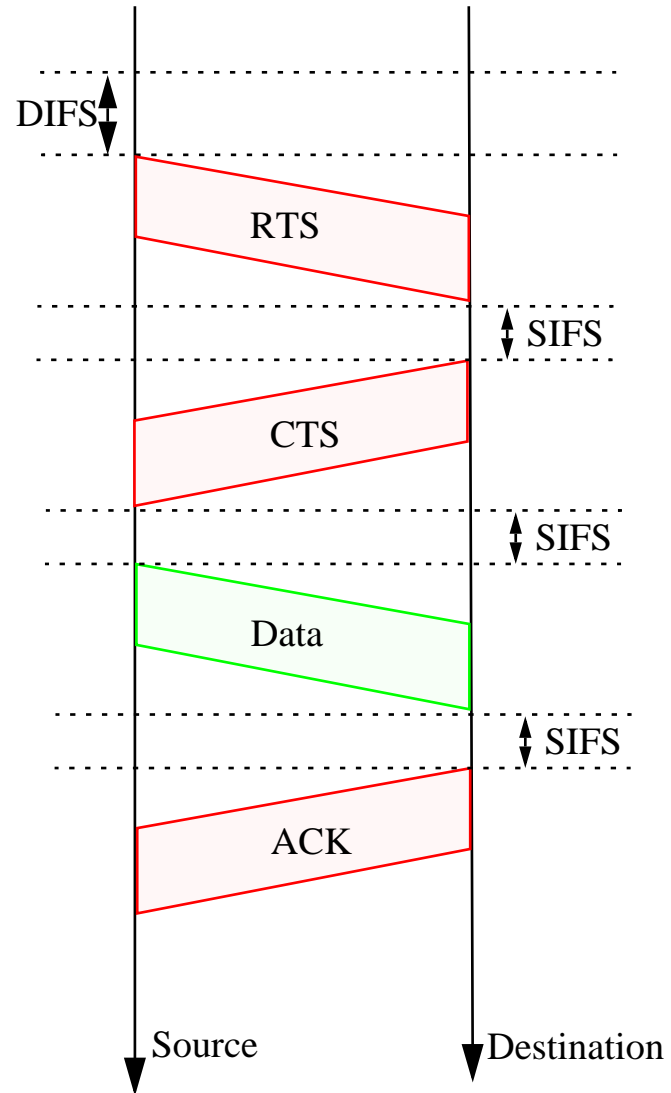 DIFS
RTS
SIFS
CTS
SIFS
Data
SIFS
ACK
Source
Destination